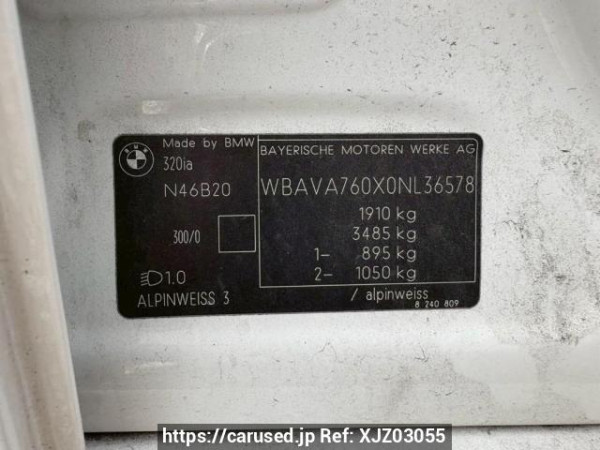 BMW
Made by BMW
320ia
N46B20
300/0
1.0
ALPINWEISS 3
BAYERISCHE MOTOREN WERKE AG
WBAVA760X0NL36578
1910 kg
3485 kg
1- 895 kg
2- 1050 kg
/ alpinweiss
8 240 809
https://carused.jp Ref: XJZ03055